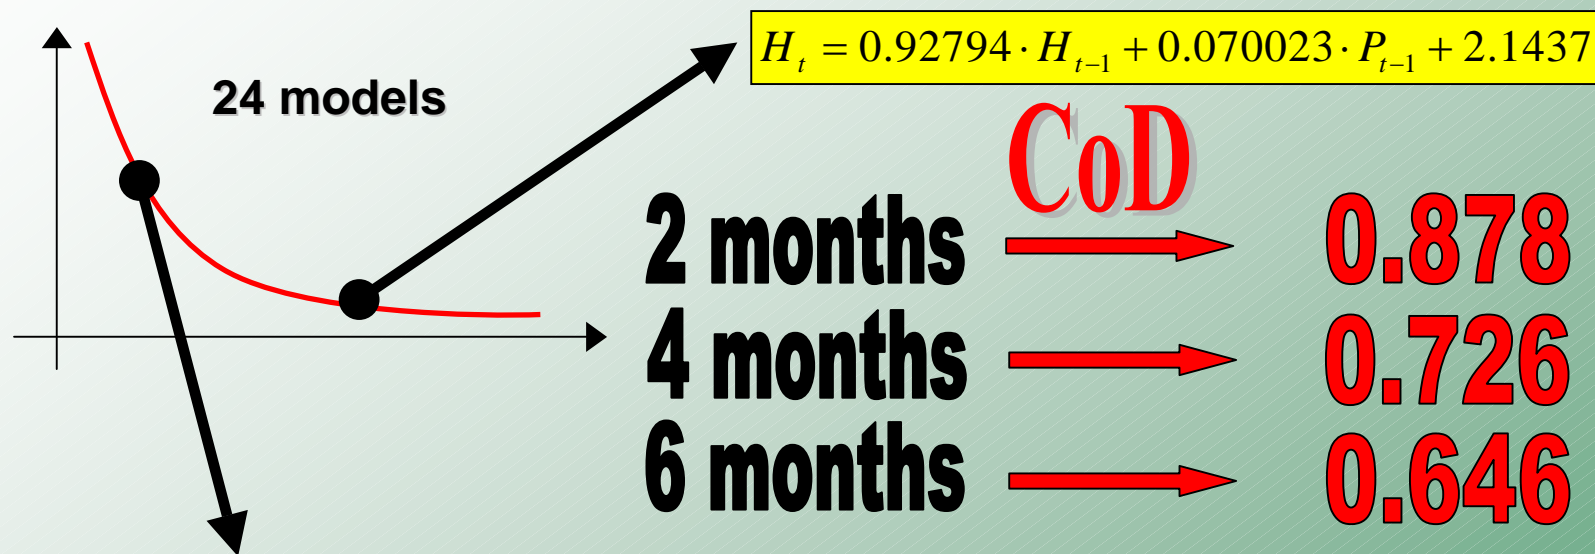 H_t = 0.92794 · H_{t−1} + 0.070023 · P_{t−1} + 2.1437
24 models
CoD
2 months 0.878
4 months 0.726
6 months 0.646